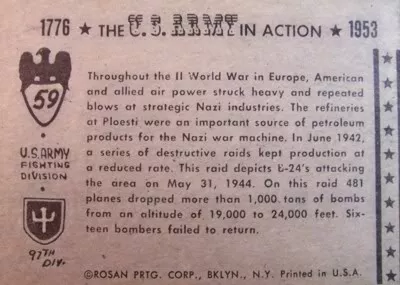 1776 ★ THE U.S. ARMY IN ACTION ★ 1953
59
U.S. ARMY
FIGHTING
DIVISION
97TH
DIV.
Throughout the II World War in Europe, American
and allied air power struck heavy and repeated
blows at strategic Nazi industries. The refineries
at Ploesti were an important source of petroleum
products for the Nazi war machine. In June 1942,
a series of destructive raids kept production at
a reduced rate. This raid depicts B-24's attacking
the area on May 31, 1944. On this raid 481
planes dropped more than 1,000 tons of bombs
from an altitude of 19,000 to 24,000 feet. Six-
teen bombers failed to return.
©ROSAN PRTG. CORP., BKLYN., N.Y. Printed in U.S.A.